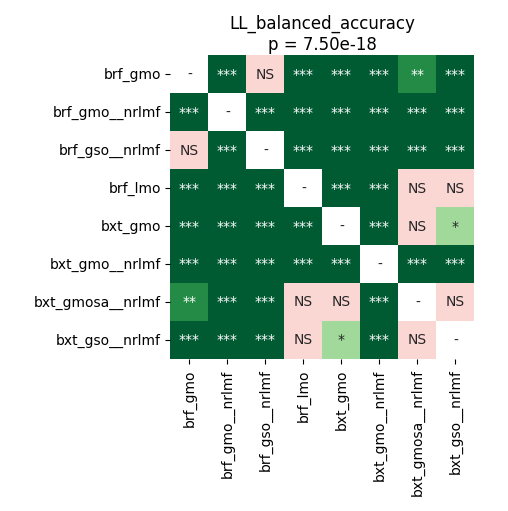 LL_balanced_accuracy
p = 7.50e-18
brf_gmo - *** NS *** *** *** ** ***
brf_gmo__nrlmf *** - *** *** *** *** *** ***
brf_gso__nrlmf NS *** - *** *** *** *** ***
brf_lmo *** *** *** - *** *** NS NS
bxt_gmo *** *** *** *** - *** NS *
bxt_gmo__nrlmf *** *** *** *** *** - *** ***
bxt_gmosa__nrlmf ** *** *** NS NS *** - NS
bxt_gso__nrlmf *** *** *** NS * *** NS -
brf_gmo
brf_gmo__nrlmf
brf_gso__nrlmf
brf_lmo
bxt_gmo
bxt_gmo__nrlmf
bxt_gmosa__nrlmf
bxt_gso__nrlmf